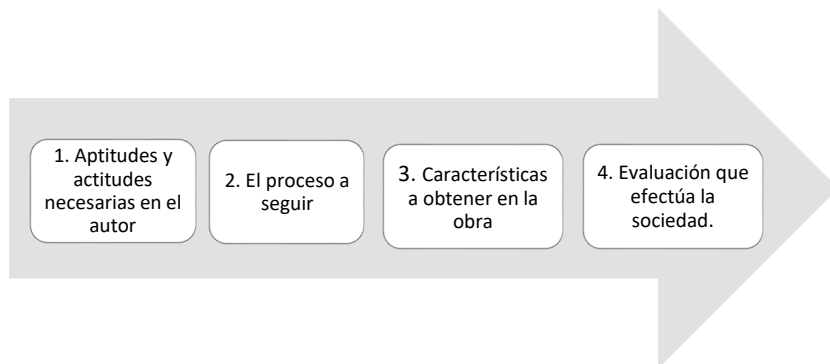 1. Aptitudes y
actitudes
necesarias en el
autor
2. El proceso a
seguir
3. Características
a obtener en la
obra
4. Evaluación que
efectúa la
sociedad.